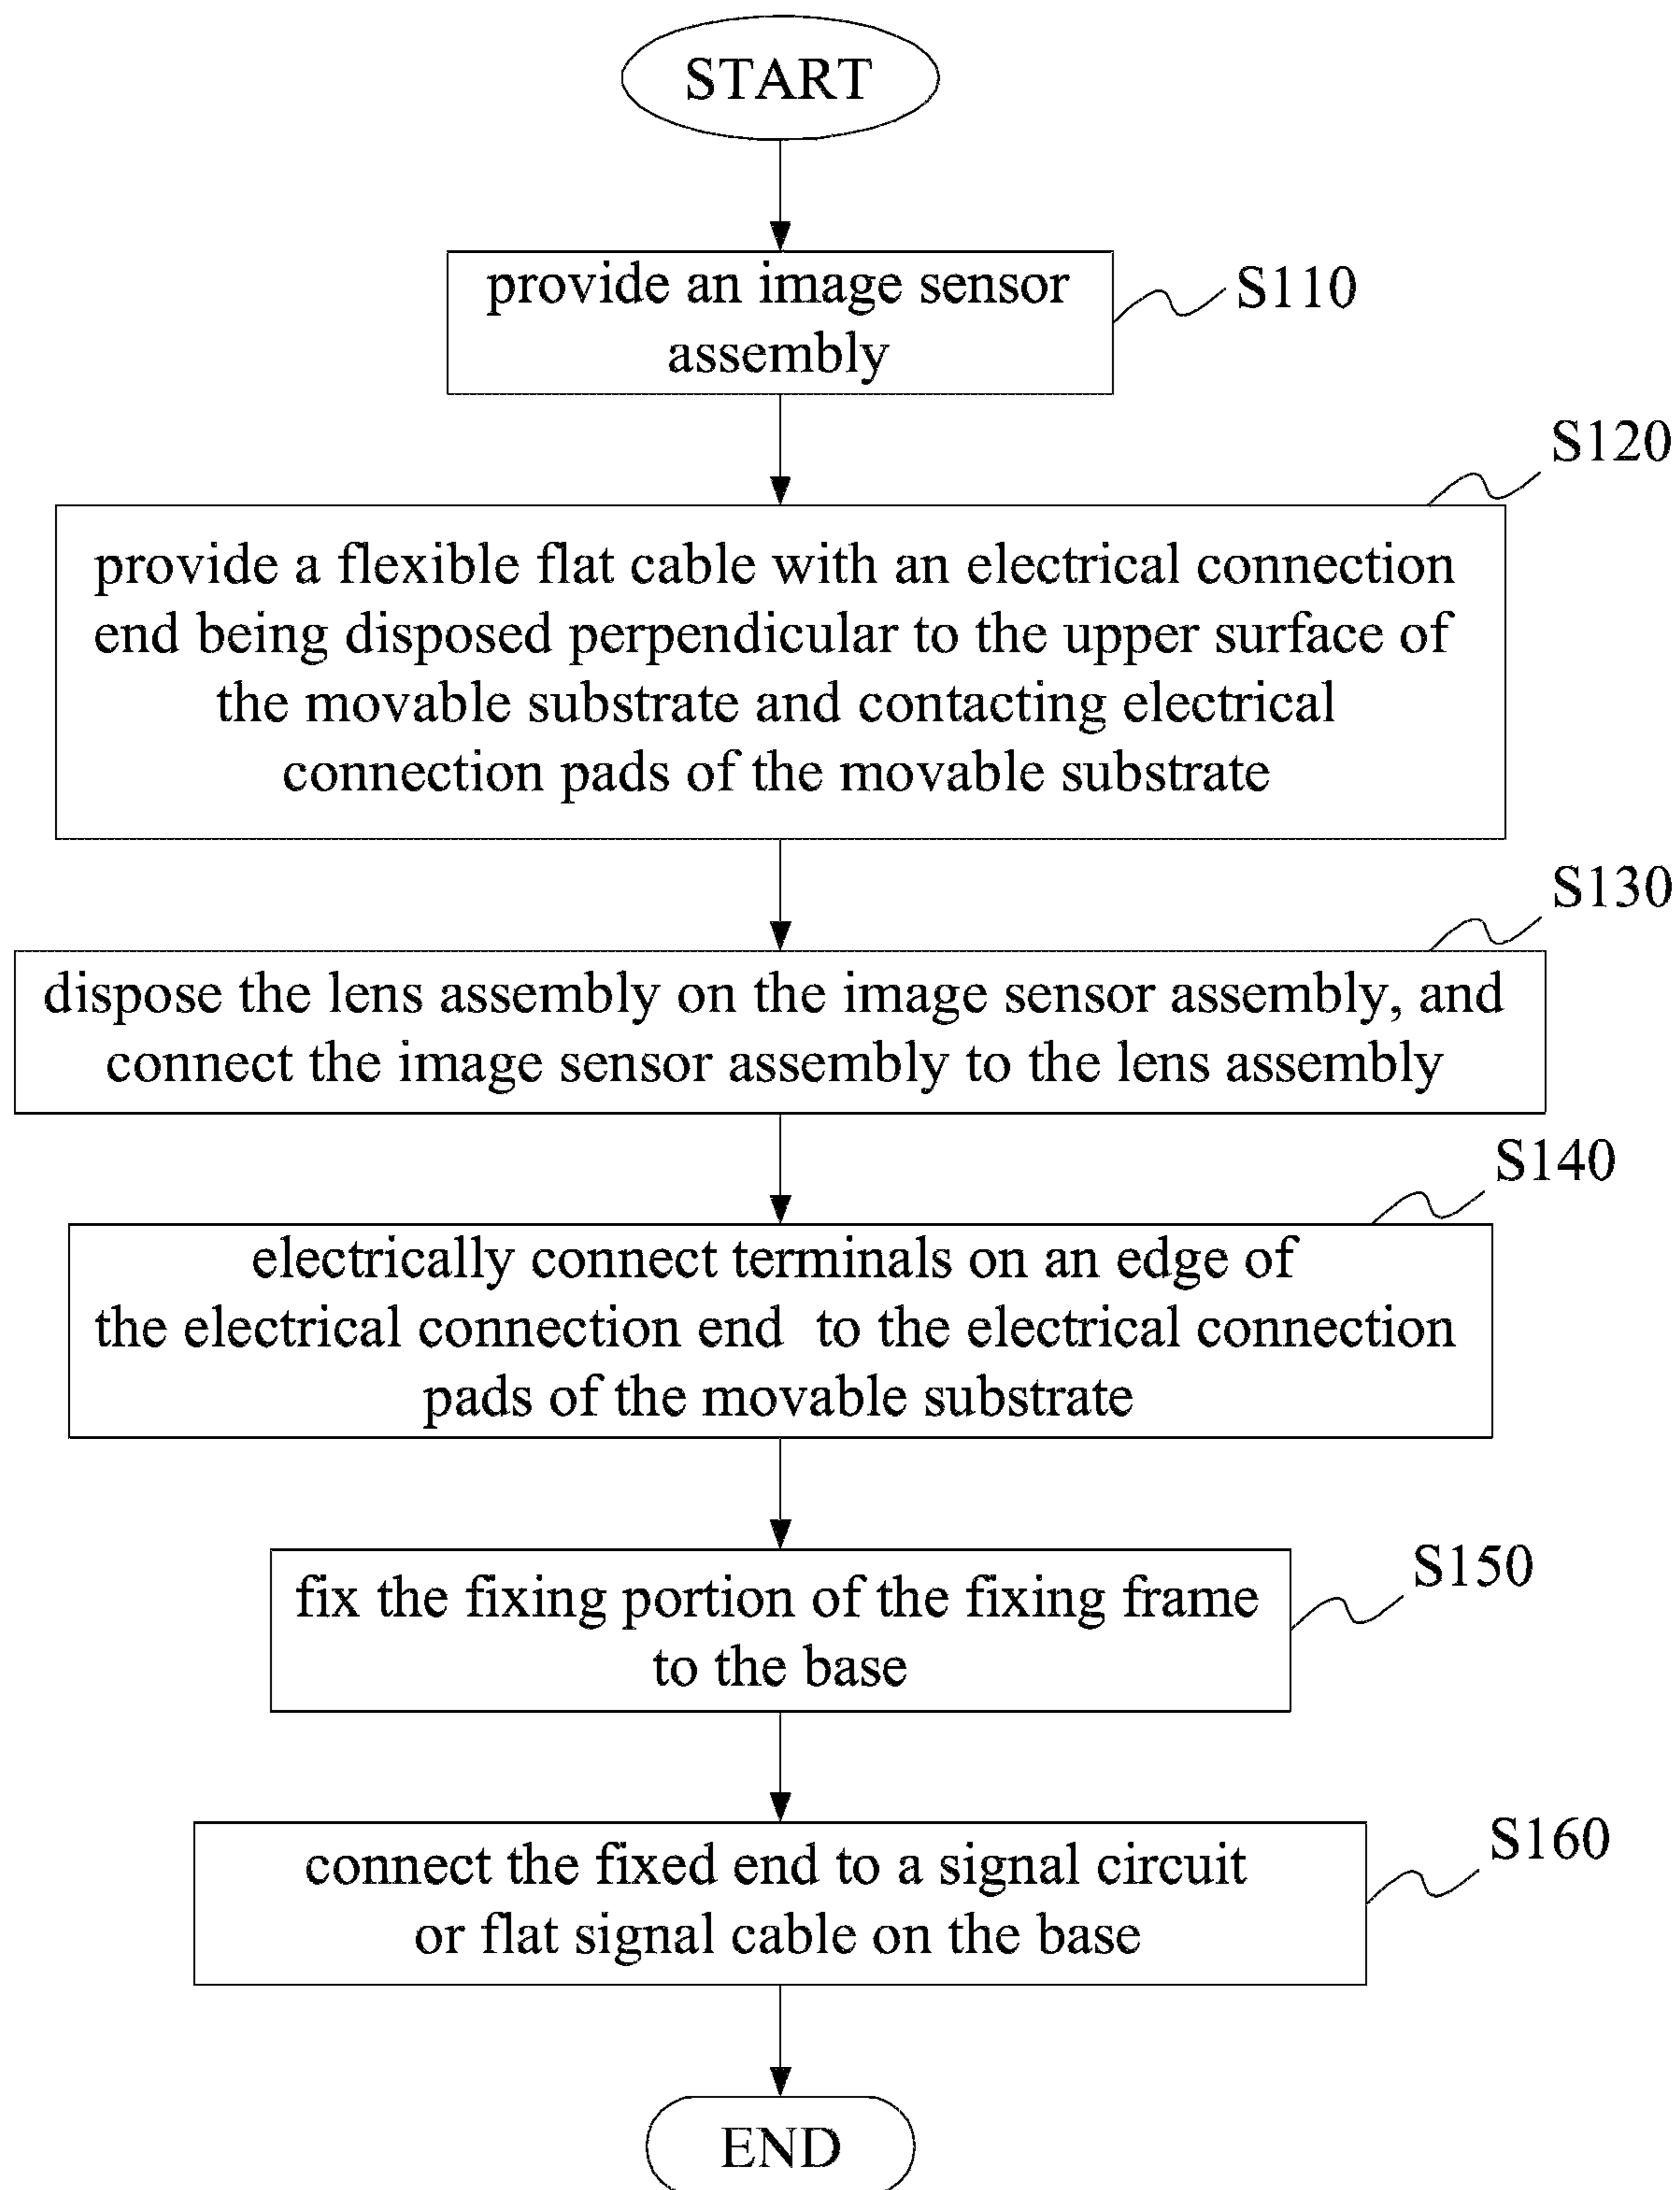 START
provide an image sensor
assembly
S110
S120
provide a flexible flat cable with an electrical connection
end being disposed perpendicular to the upper surface of
the movable substrate and contacting electrical
connection pads of the movable substrate
S130
dispose the lens assembly on the image sensor assembly, and
connect the image sensor assembly to the lens assembly
S140
electrically connect terminals on an edge of
the electrical connection end to the electrical connection
pads of the movable substrate
S150
fix the fixing portion of the fixing frame
to the base
S160
connect the fixed end to a signal circuit
or flat signal cable on the base
END